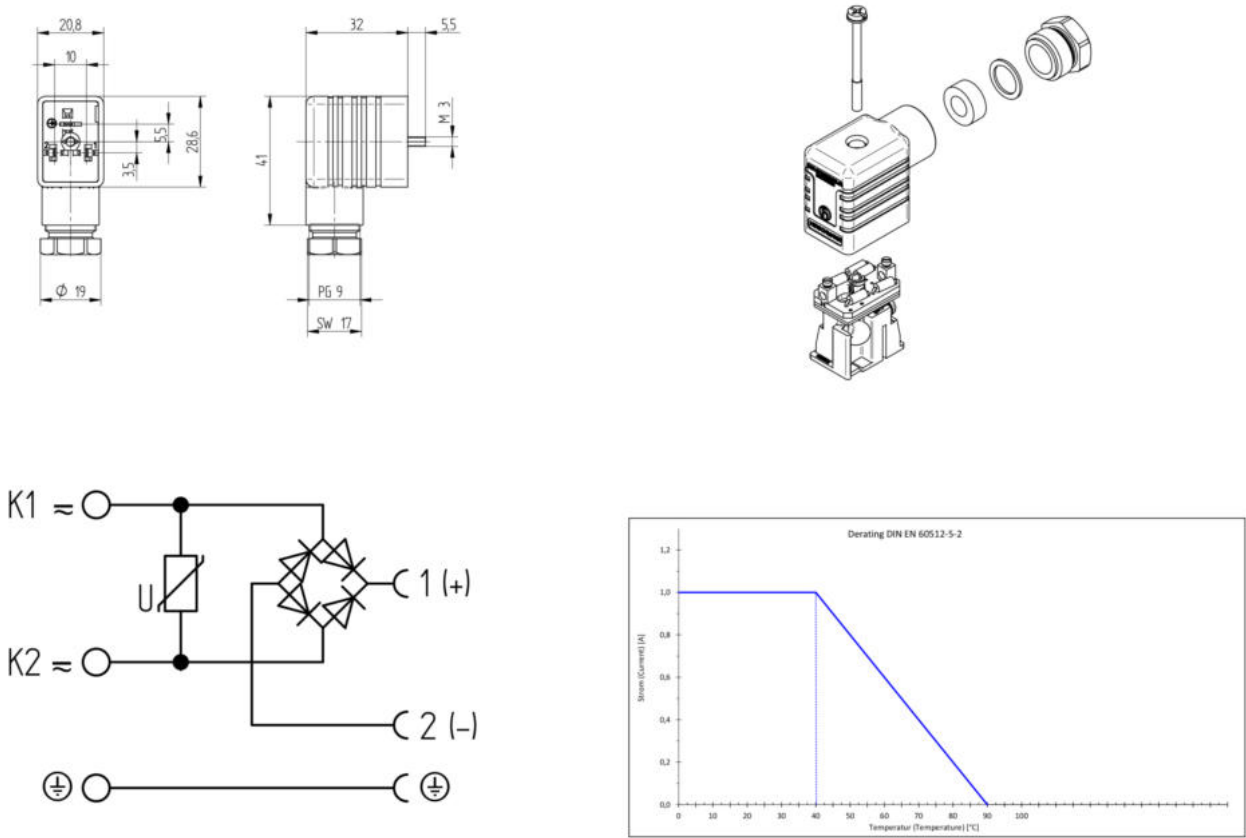 20,8
10
5,5
3,5
28,6
Ø 19
32
5,5
M 3
41
PG 9
SW 17
K1 ≂
U
K2 ≂
1 (+)
2 (–)
Derating DIN EN 60512-5-2
Strom (Current) [A]
1,2
1,0
0,8
0,6
0,4
0,2
0,0
0 10 20 30 40 50 60 70 80 90 100
Temperatur (Temperature) [°C]